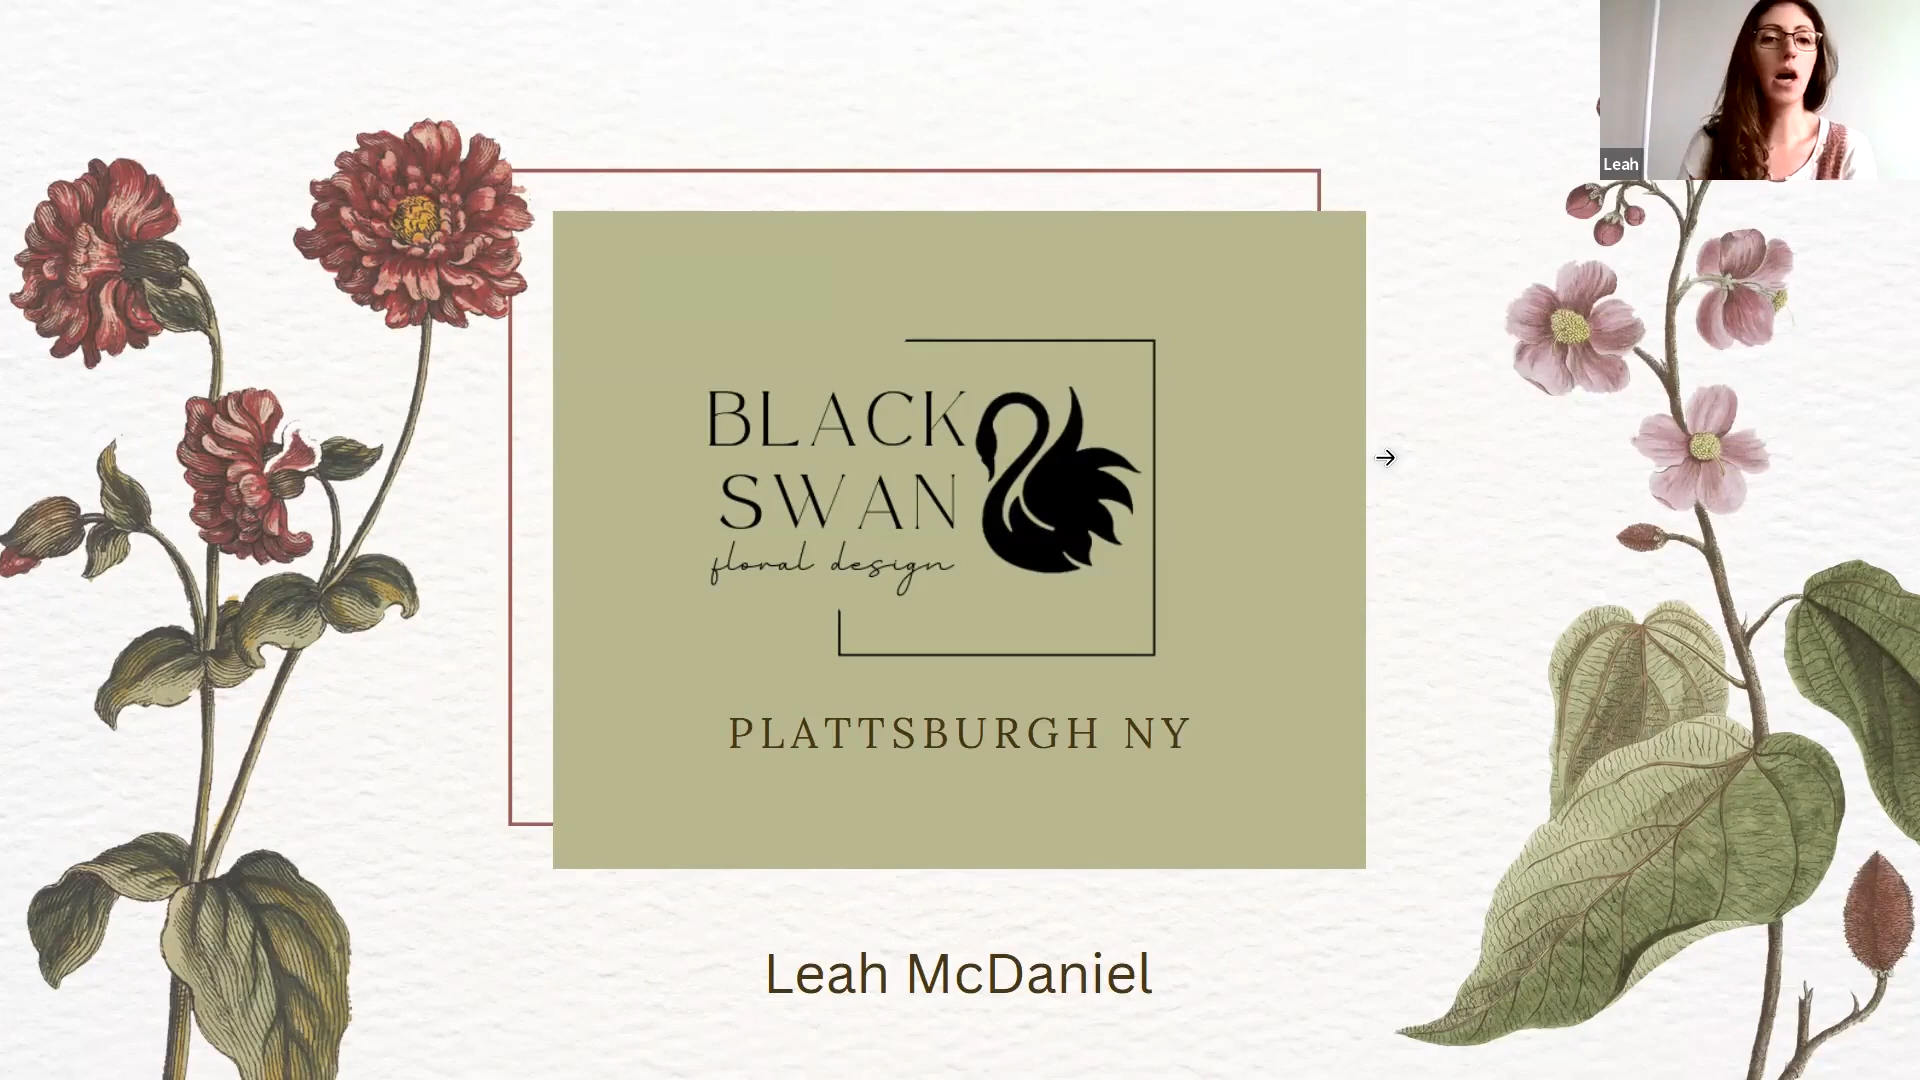 Leah
BLACK
SWAN
floral design
PLATTSBURGH NY
Leah McDaniel